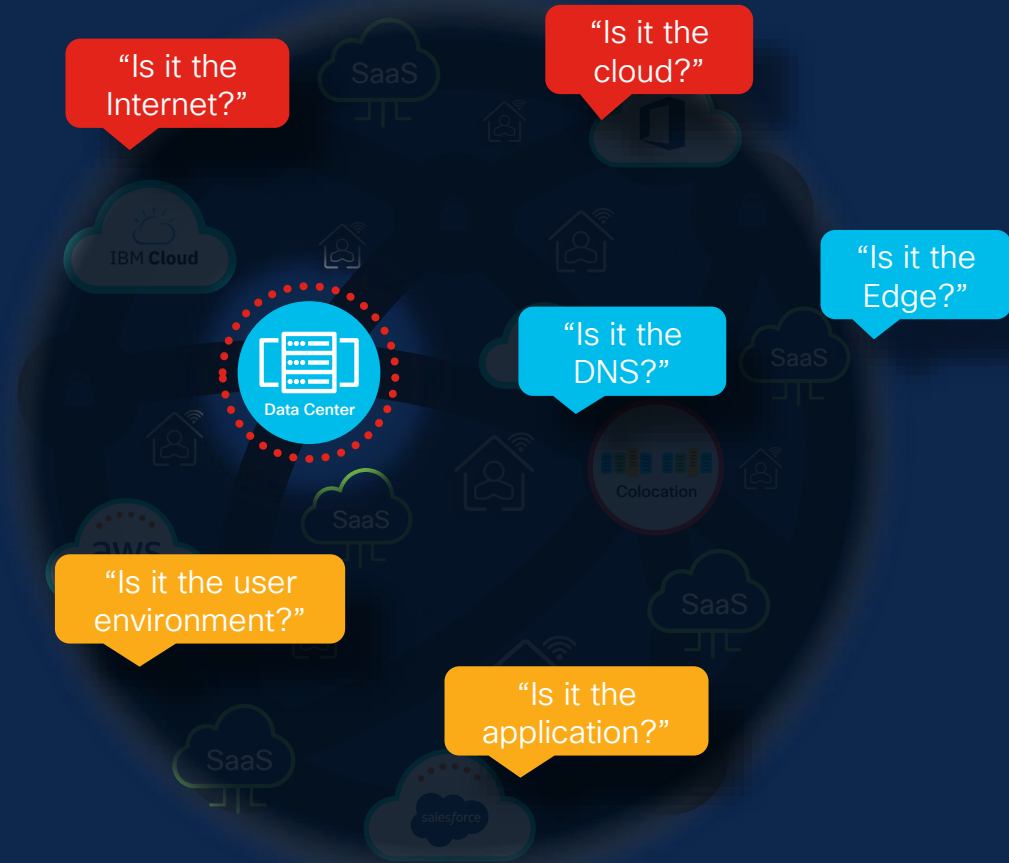 “Is it the
Internet?”
“Is it the
cloud?”
SaaS
IBM Cloud
“Is it the
Edge?”
“Is it the
DNS?”
SaaS
Data Center
Colocation
SaaS
aws
“Is it the user
environment?”
SaaS
“Is it the
application?”
SaaS
salesforce